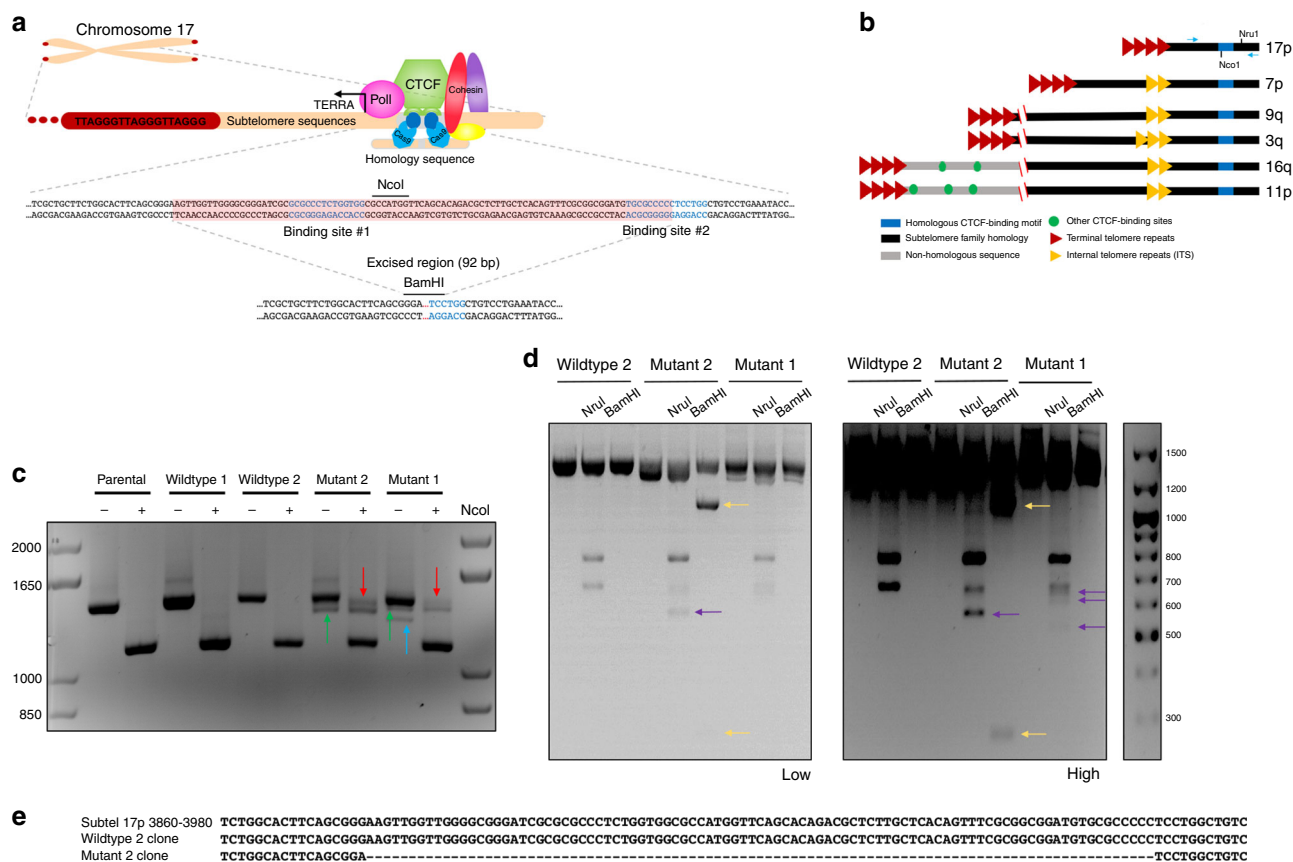 a
Chromosome 17
TERRA
PolI
CTCF
Cohesin
Cas9
Cas9
TTAGGGTTAGGGTTAGGG
Subtelomere sequences
Homology sequence
NcoI
...TCGCTGCTTCTGGCACTTCAGCGGGAAGTTGGTTGGGGCGGGATCGCGCGCCCTCTGGTGGCGCCATGGTTCAGCACAGACGCTCTTGCTCACAGTTTCGCGGCGGATGTGCGCCCCCTCCTGGCTGTCCTGAAATACC...
Binding site #1
Binding site #2
Excised region (92 bp)
BamHI
...TCGCTGCTTCTGGCACTTCAGCGGGA...TCCTGGCTGTCCTGAAATACC...
...AGCGACGAAGACCGTGAAGTCGCCCT...AGGACCGACAGGACTTTATGG...
b
Nru1
17p
Nco1
7p
9q
3q
16q
11p
Homologous CTCF-binding motif
Other CTCF-binding sites
Subtelomere family homology
Terminal telomere repeats
Non-homologous sequence
Internal telomere repeats (ITS)
c
Parental
Wildtype 1
Wildtype 2
Mutant 2
Mutant 1
– + – + – + – + – + NcoI
2000
1650
1000
850
d
Wildtype 2
Mutant 2
Mutant 1
NruI
BamHI
NruI
BamHI
NruI
BamHI
Low
Wildtype 2
Mutant 2
Mutant 1
NruI
BamHI
NruI
BamHI
NruI
BamHI
High
1500
1200
1000
800
700
600
500
300
e
Subtel 17p 3860-3980 TCTGGCACTTCAGCGGGAAGTTGGTTGGGGCGGGATCGCGCGCCCTCTGGTGGCGCCATGGTTCAGCACAGACGCTCTTGCTCACAGTTTCGCGGCGGATGTGCGCCCCCTCCTGGCTGTC
Wildtype 2 clone TCTGGCACTTCAGCGGGAAGTTGGTTGGGGCGGGATCGCGCGCCCTCTGGTGGCGCCATGGTTCAGCACAGACGCTCTTGCTCACAGTTTCGCGGCGGATGTGCGCCCCCTCCTGGCTGTC
Mutant 2 clone TCTGGCACTTCAGCGGGA--------------------------------------------------------------------------------------------TCCTGGCTGTC